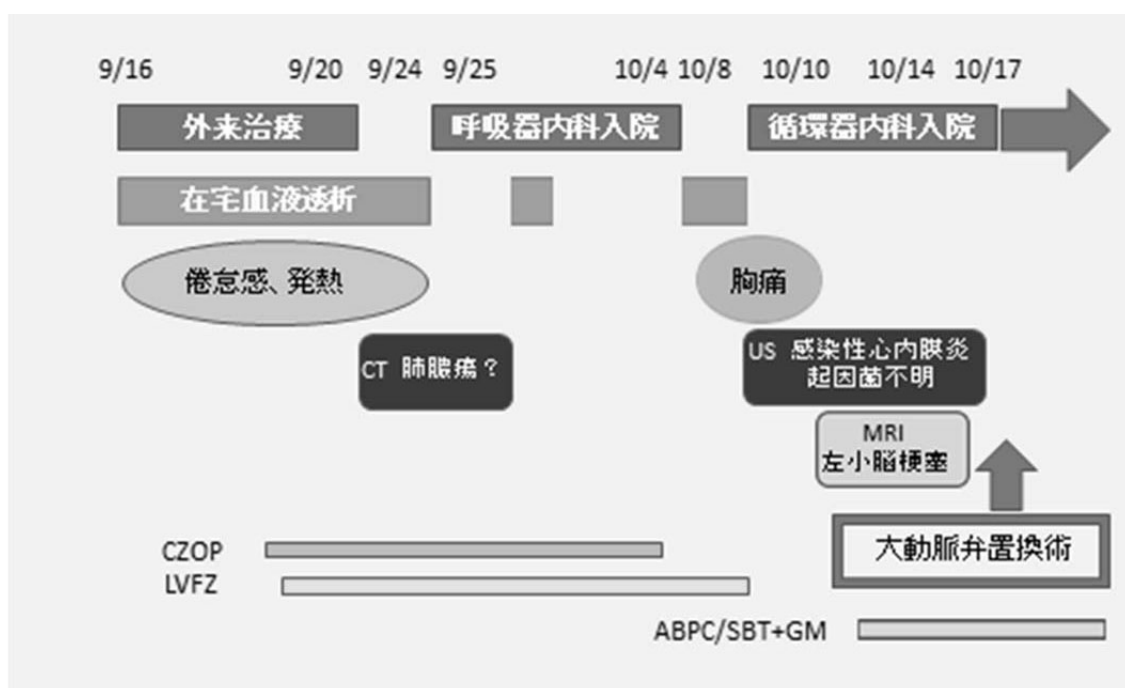 9/16 9/20 9/24 9/25 10/4 10/8 10/10 10/14 10/17
外来治療 呼吸器内科入院 循環器内科入院
在宅血液透析
倦怠感、発熱 胸痛
CT 肺膿瘍？
US 感染性心内膜炎
起因菌不明
MRI
左小脳梗塞
CZOP
大動脈弁置換術
LVFZ
ABPC/SBT+GM